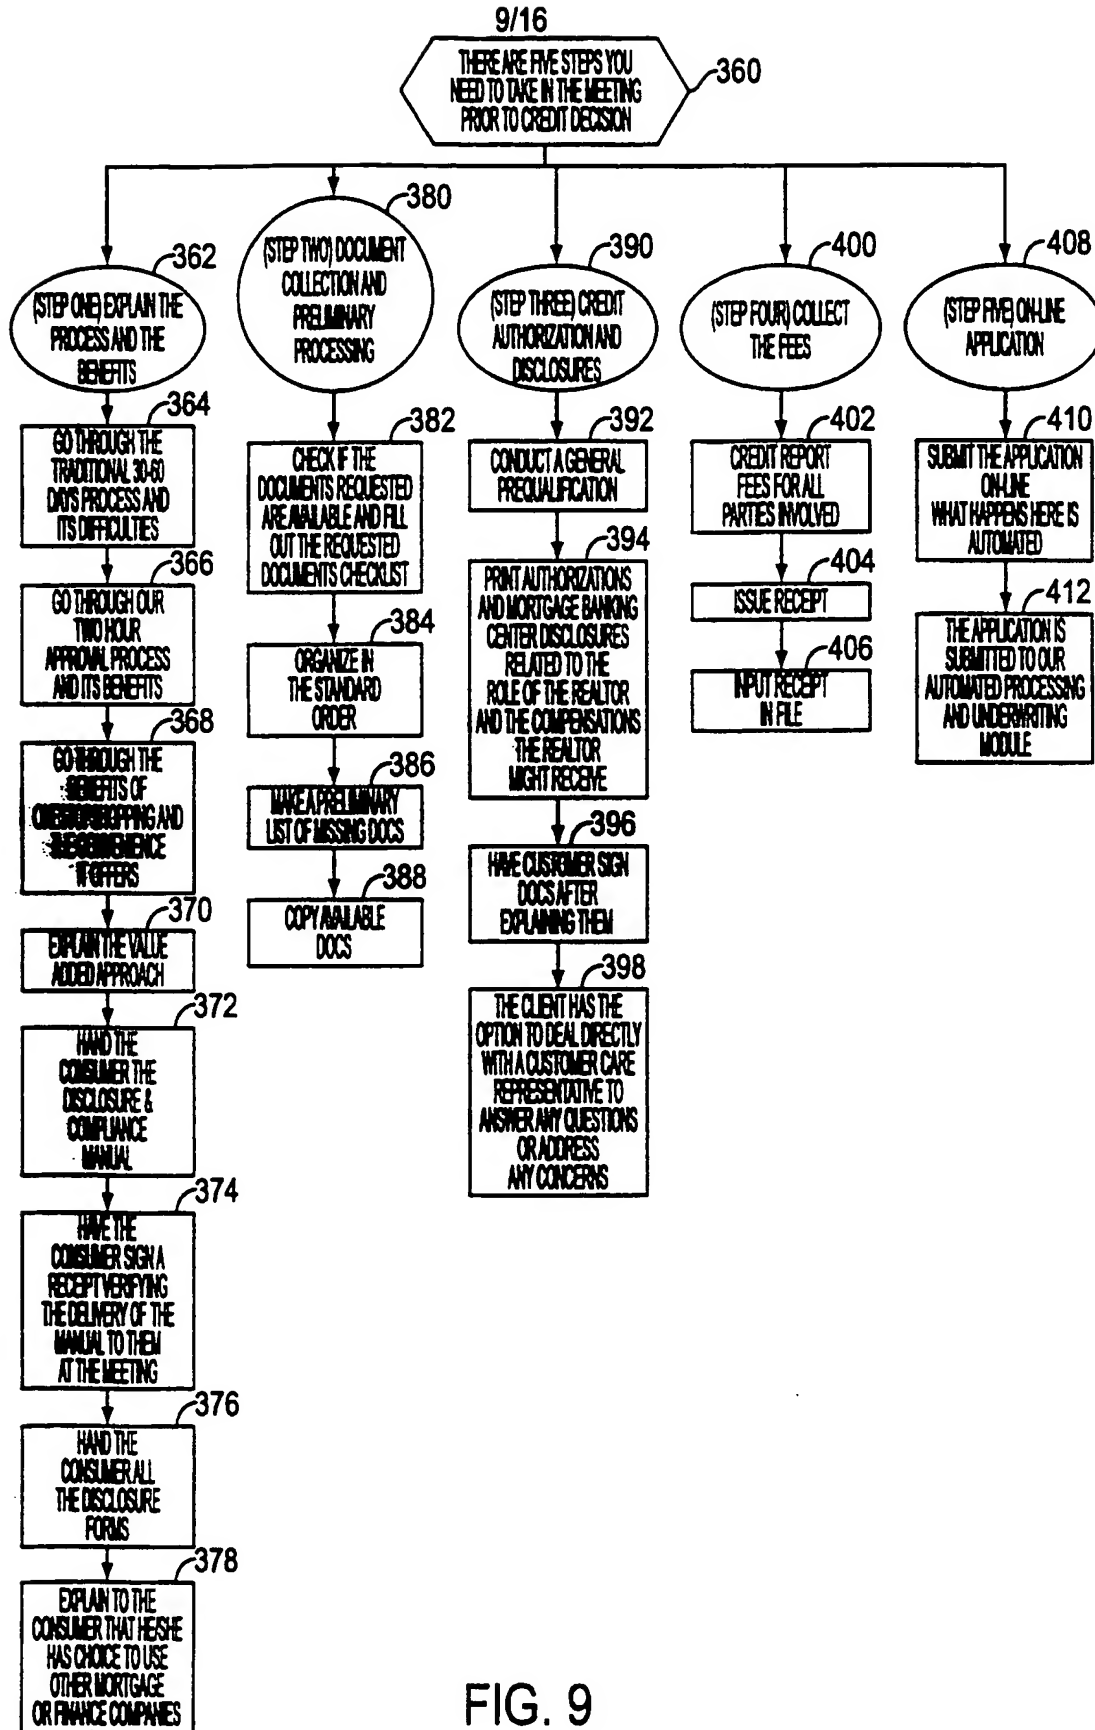 9/16
THERE ARE FIVE STEPS YOU
NEED TO TAKE IN THE MEETING
PRIOR TO CREDIT DECISION
360
362
(STEP ONE) EXPLAIN THE
PROCESS AND THE
BENEFITS
364
GO THROUGH THE
TRADITIONAL 30-60
DAYS PROCESS AND
ITS DIFFICULTIES
366
GO THROUGH OUR
TWO HOUR
APPROVAL PROCESS
AND ITS BENEFITS
368
GO THROUGH THE
BENEFITS OF
ONE STOP SHOPPING AND
THE CONVENIENCE
IT OFFERS
370
EXPLAIN THE VALUE
ADDED APPROACH
372
HAND THE
CONSUMER THE
DISCLOSURE &
COMPLIANCE
MANUAL
374
HAVE THE
CONSUMER SIGN A
RECEIPT VERIFYING
THE DELIVERY OF THE
MANUAL TO THEM
AT THE MEETING
376
HAND THE
CONSUMER ALL
THE DISCLOSURE
FORMS
378
EXPLAIN TO THE
CONSUMER THAT HE/SHE
HAS CHOICE TO USE
OTHER MORTGAGE
OR FINANCE COMPANIES
380
(STEP TWO) DOCUMENT
COLLECTION AND
PRELIMINARY
PROCESSING
382
CHECK IF THE
DOCUMENTS REQUESTED
ARE AVAILABLE AND FILL
OUT THE REQUESTED
DOCUMENTS CHECKLIST
384
ORGANIZE IN
THE STANDARD
ORDER
386
MAKE A PRELIMINARY
LIST OF MISSING DOCS
388
COPY AVAILABLE
DOCS
390
(STEP THREE) CREDIT
AUTHORIZATION AND
DISCLOSURES
392
CONDUCT A GENERAL
PREQUALIFICATION
394
PRINT AUTHORIZATIONS
AND MORTGAGE BANKING
CENTER DISCLOSURES
RELATED TO THE
ROLE OF THE REALTOR
AND THE COMPENSATIONS
THE REALTOR
MIGHT RECEIVE
396
HAVE CUSTOMER SIGN
DOCS AFTER
EXPLAINING THEM
398
THE CLIENT HAS THE
OPTION TO DEAL DIRECTLY
WITH A CUSTOMER CARE
REPRESENTATIVE TO
ANSWER ANY QUESTIONS
OR ADDRESS
ANY CONCERNS
400
(STEP FOUR) COLLECT
THE FEES
402
CREDIT REPORT
FEES FOR ALL
PARTIES INVOLVED
404
ISSUE RECEIPT
406
INPUT RECEIPT
IN FILE
408
(STEP FIVE) ON-LINE
APPLICATION
410
SUBMIT THE APPLICATION
ON-LINE
WHAT HAPPENS HERE IS
AUTOMATED
412
THE APPLICATION IS
SUBMITTED TO OUR
AUTOMATED PROCESSING
AND UNDERWRITING
MODULE
FIG. 9